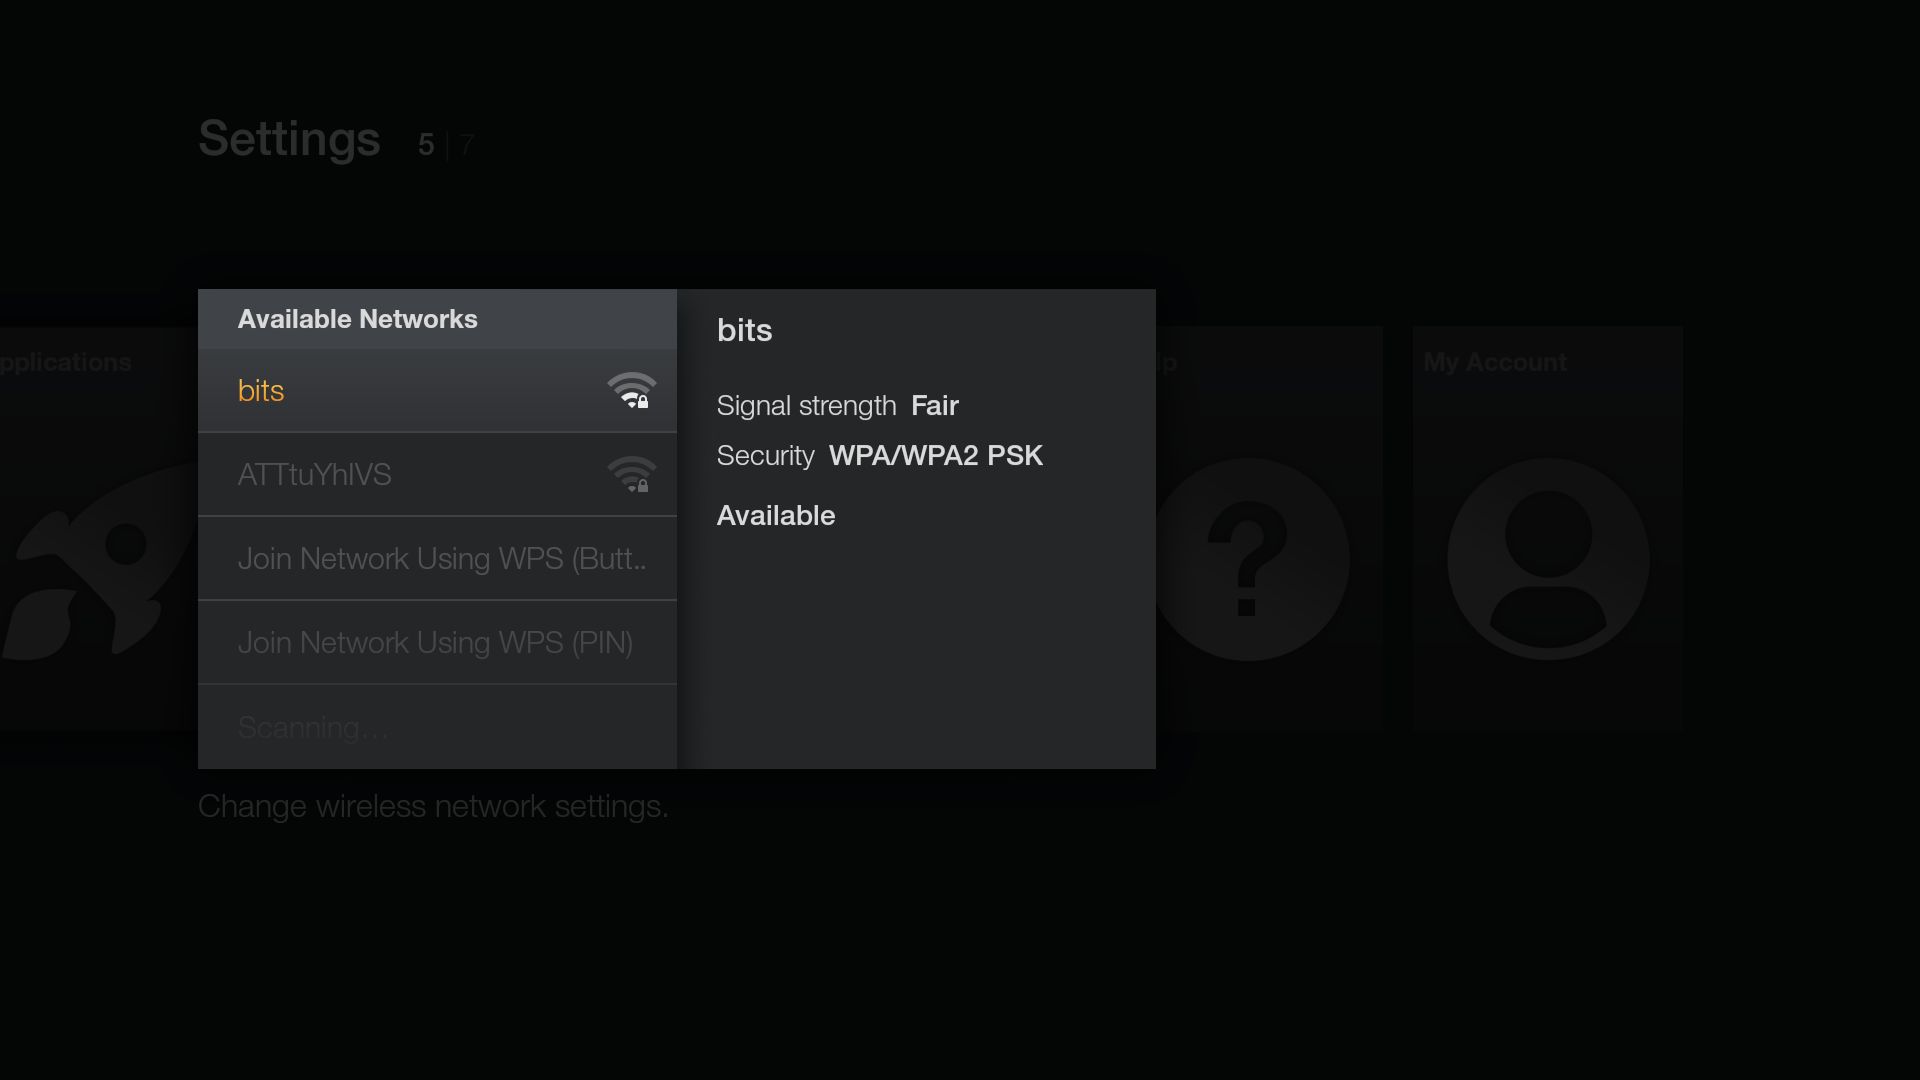 Settings 5 | 7
Available Networks
bits
ATTtuYhIVS
Join Network Using WPS (Butt..
Join Network Using WPS (PIN)
Scanning…
bits
Signal strength Fair
Security WPA/WPA2 PSK
Available
pplications
lp
My Account
?
Change wireless network settings.